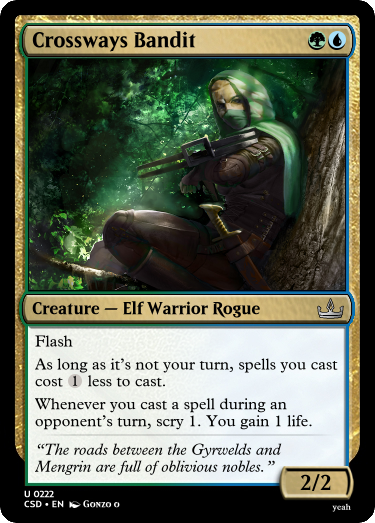 Crossways Bandit
Creature — Elf Warrior Rogue
Flash
As long as it's not your turn, spells you cast
cost 1 less to cast.
Whenever you cast a spell during an
opponent's turn, scry 1. You gain 1 life.
“The roads between the Gyrwelds and
Mengrin are full of oblivious nobles.”
2/2
U 0222
CSD • EN Gonzo o
yeah